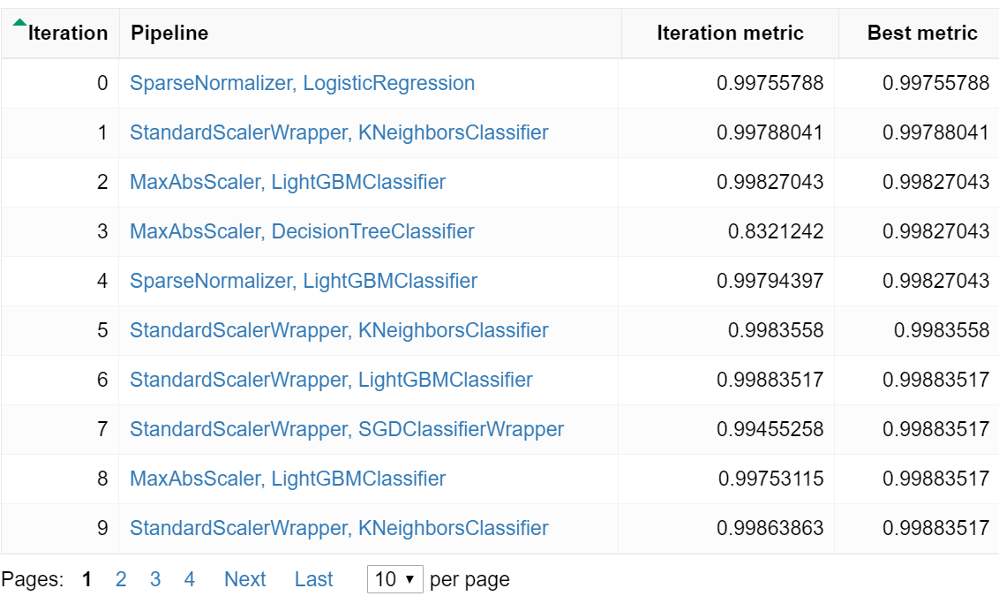 Iteration Pipeline Iteration metric Best metric
0 SparseNormalizer, LogisticRegression 0.99755788 0.99755788
1 StandardScalerWrapper, KNeighborsClassifier 0.99788041 0.99788041
2 MaxAbsScaler, LightGBMClassifier 0.99827043 0.99827043
3 MaxAbsScaler, DecisionTreeClassifier 0.8321242 0.99827043
4 SparseNormalizer, LightGBMClassifier 0.99794397 0.99827043
5 StandardScalerWrapper, KNeighborsClassifier 0.9983558 0.9983558
6 StandardScalerWrapper, LightGBMClassifier 0.99883517 0.99883517
7 StandardScalerWrapper, SGDClassifierWrapper 0.99455258 0.99883517
8 MaxAbsScaler, LightGBMClassifier 0.99753115 0.99883517
9 StandardScalerWrapper, KNeighborsClassifier 0.99863863 0.99883517
Pages: 1 2 3 4 Next Last 10 per page